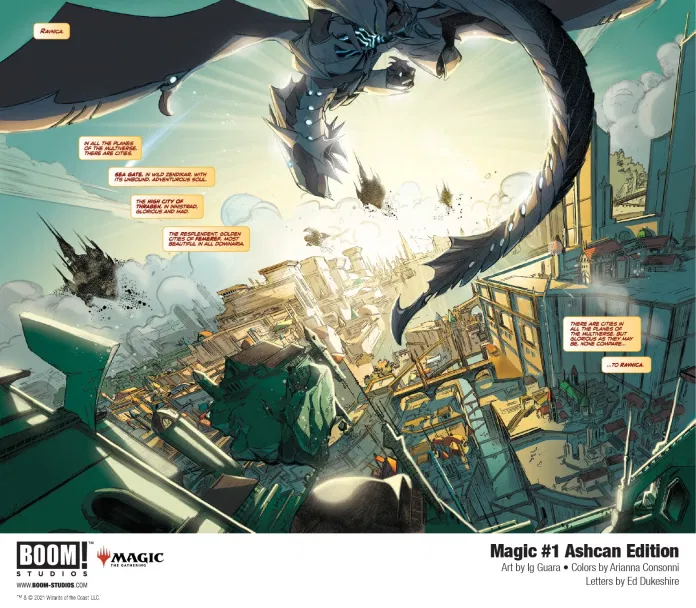 RAVNICA.
IN ALL THE PLANES
OF THE MULTIVERSE,
THERE ARE CITIES.
SEA GATE, IN WILD ZENDIKAR, WITH
ITS UNBOUND, ADVENTUROUS SOUL.
THE HIGH CITY OF
THRABEN, IN INNISTRAD,
GLORIOUS AND MAD.
THE RESPLENDENT, GOLDEN
CITIES OF FEMEREF, MOST
BEAUTIFUL IN ALL DOMINARIA.
THERE ARE CITIES IN
ALL THE PLANES OF
THE MULTIVERSE, BUT
GLORIOUS AS THEY MAY
BE, NONE COMPARE...
...TO RAVNICA.
BOOM!™
STUDIOS
WWW.BOOM-STUDIOS.COM
MAGIC
THE GATHERING
™ & © 2021 Wizards of the Coast LLC.
Magic #1 Ashcan Edition
Art by Ig Guara • Colors by Arianna Consonni
Letters by Ed Dukeshire